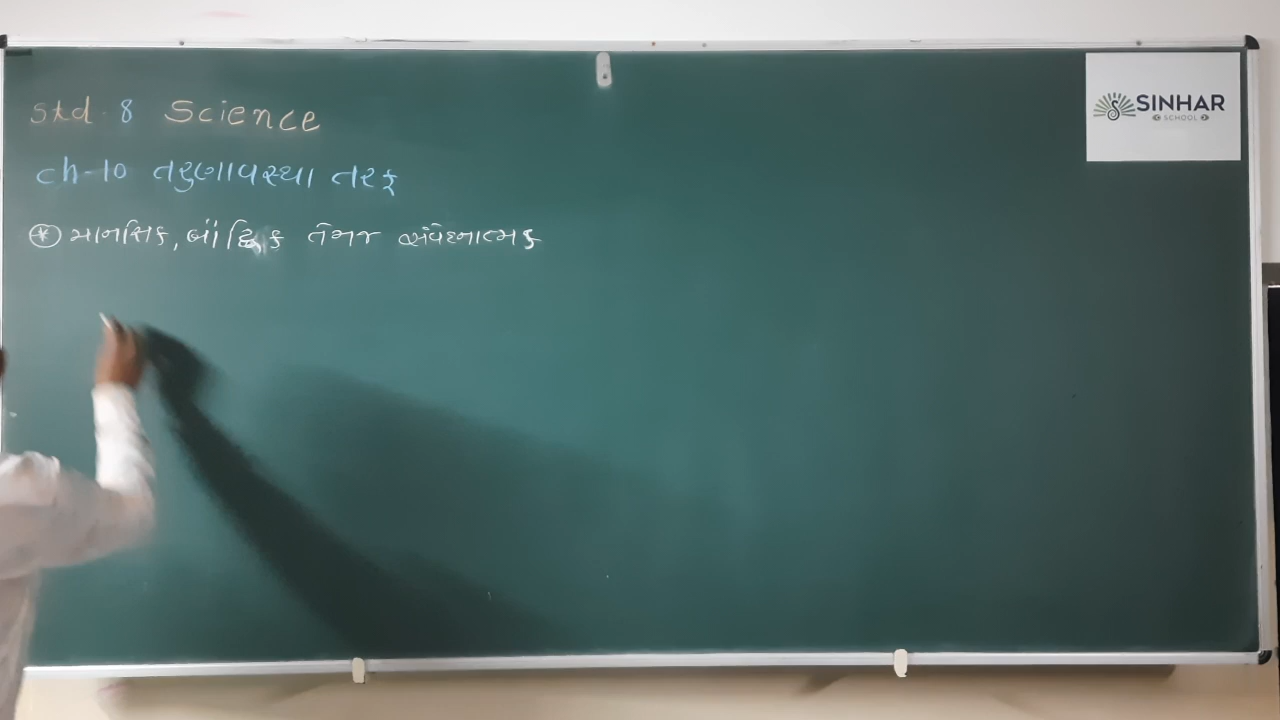 Std. 8 Science
Ch-10 તરુણાવસ્થા તરફ
* માનસિક, બૌદ્ધિક તેમજ સંવેદનાત્મક
SINHAR
SCHOOL